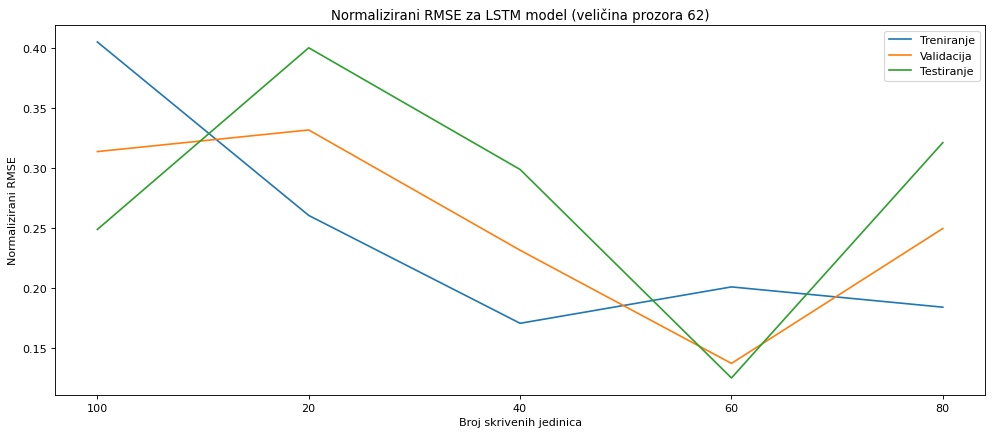 Normalizirani RMSE za LSTM model (veličina prozora 62)
Treniranje
Validacija
Testiranje
Normalizirani RMSE
0.40
0.35
0.30
0.25
0.20
0.15
100 20 40 60 80
Broj skrivenih jedinica